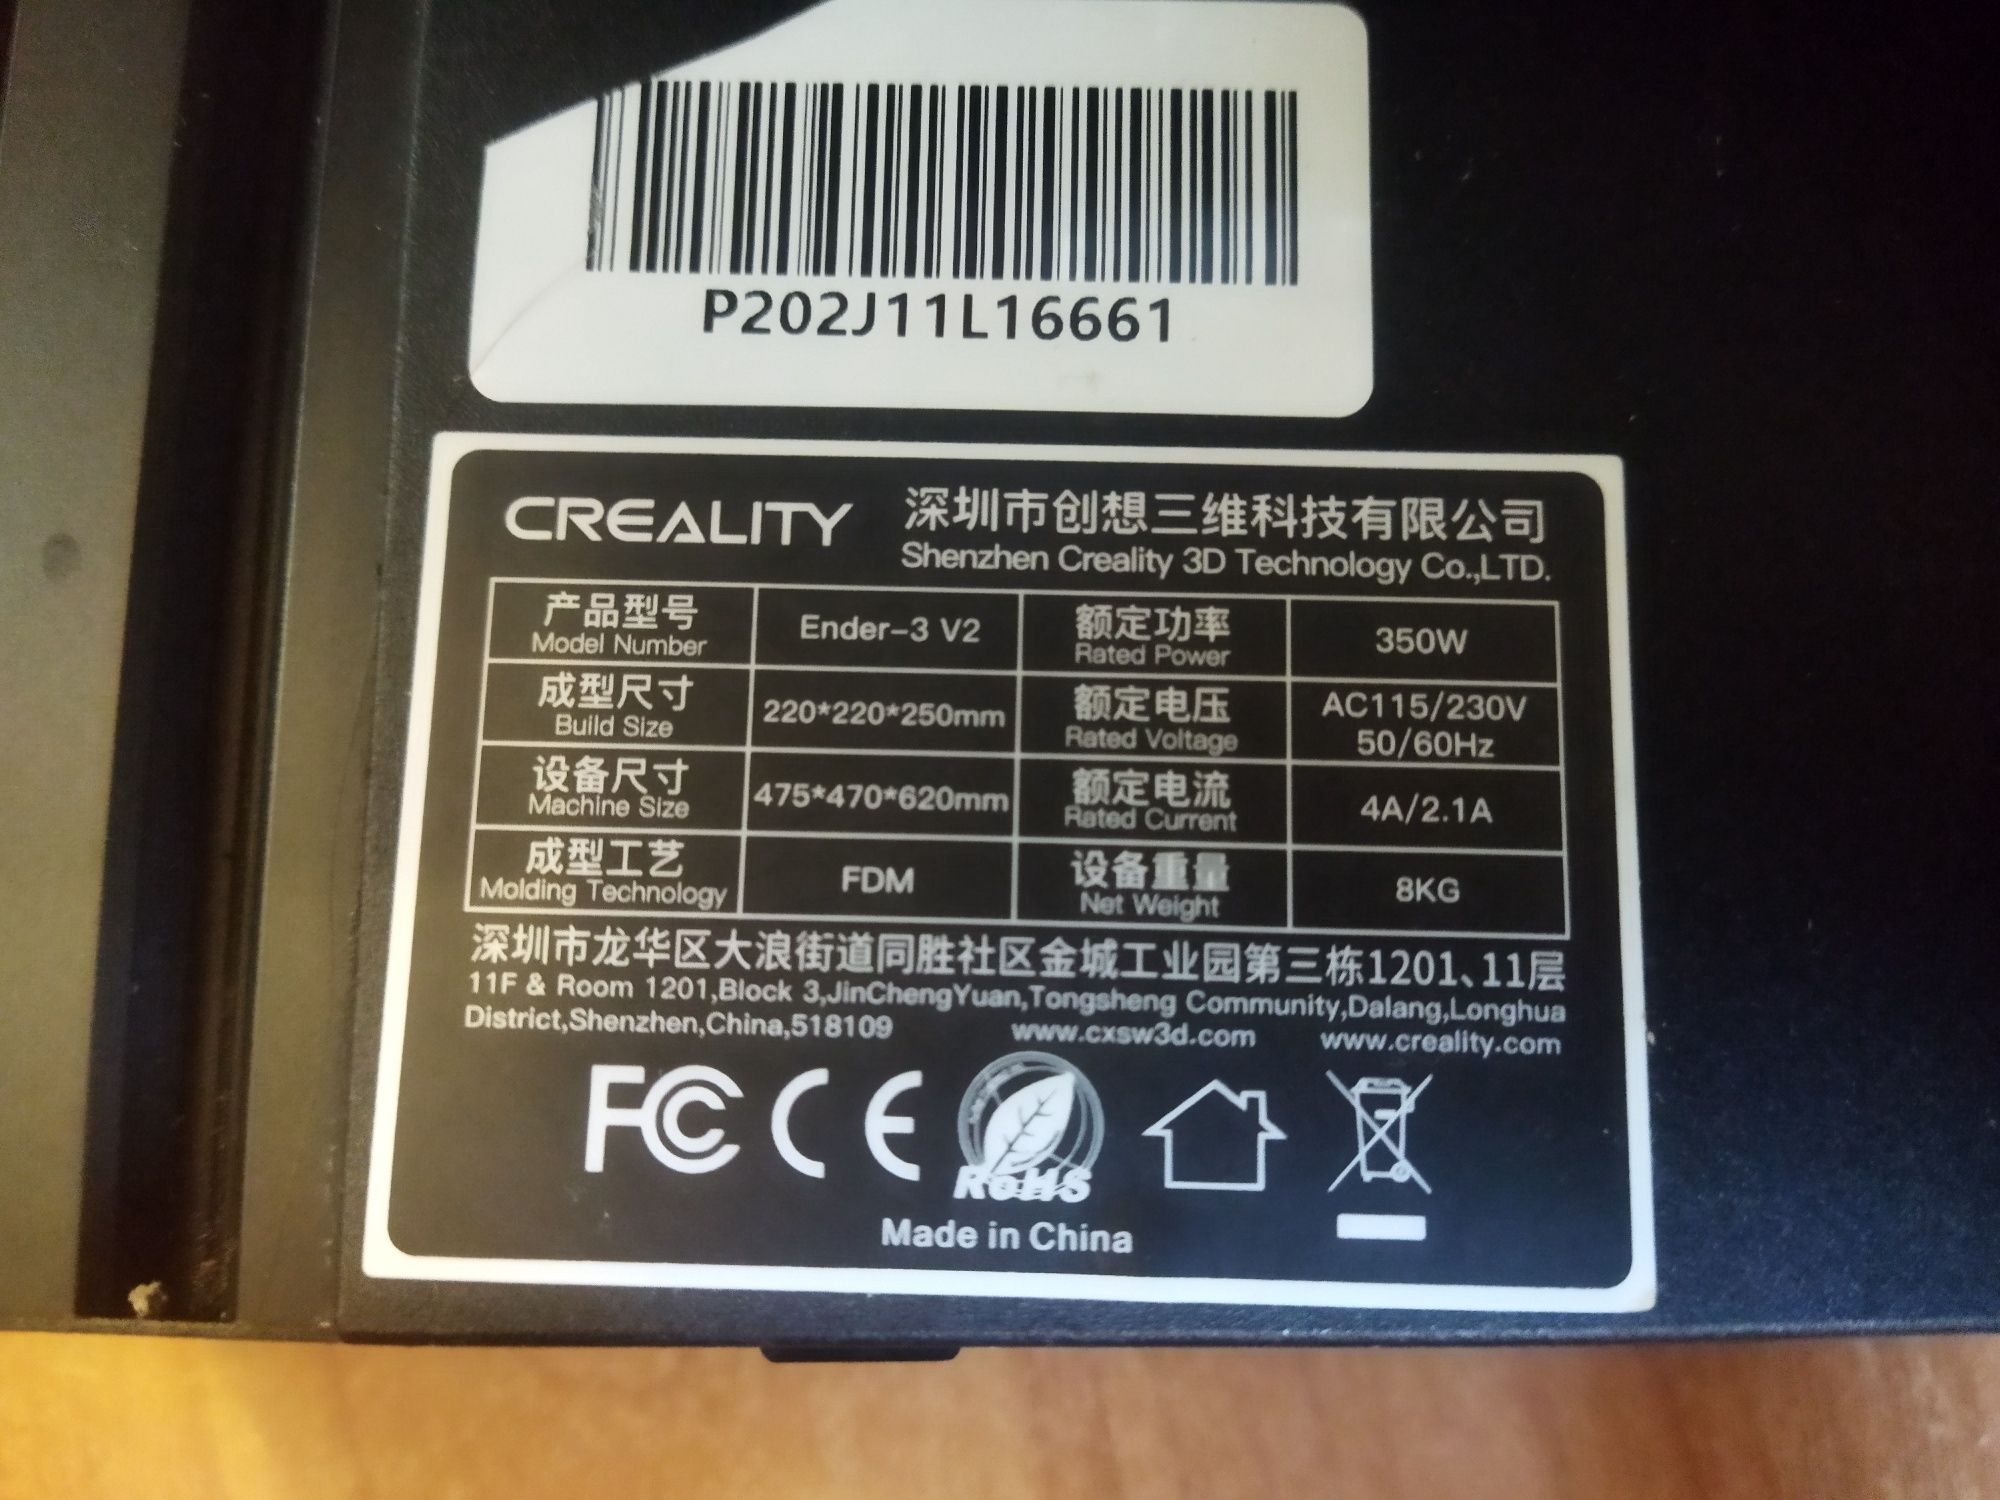 P202J11L16661
CREALITY 深圳市创想三维科技有限公司
Shenzhen Creality 3D Technology Co.,LTD.
产品型号 Ender-3 V2 额定功率 350W
Model Number Rated Power
成型尺寸 220*220*250mm 额定电压 AC115/230V
Build Size Rated Voltage 50/60Hz
设备尺寸 475*470*620mm 额定电流 4A/2.1A
Machine Size Rated Current
成型工艺 FDM 设备重量 8KG
Molding Technology Net Weight
深圳市龙华区大浪街道同胜社区金城工业园第三栋1201、11层
11F & Room 1201,Block 3,JinChengYuan,Tongsheng Community,Dalang,Longhua
District,Shenzhen,China,518109 www.cxsw3d.com www.creality.com
FC CE RoHS
Made in China